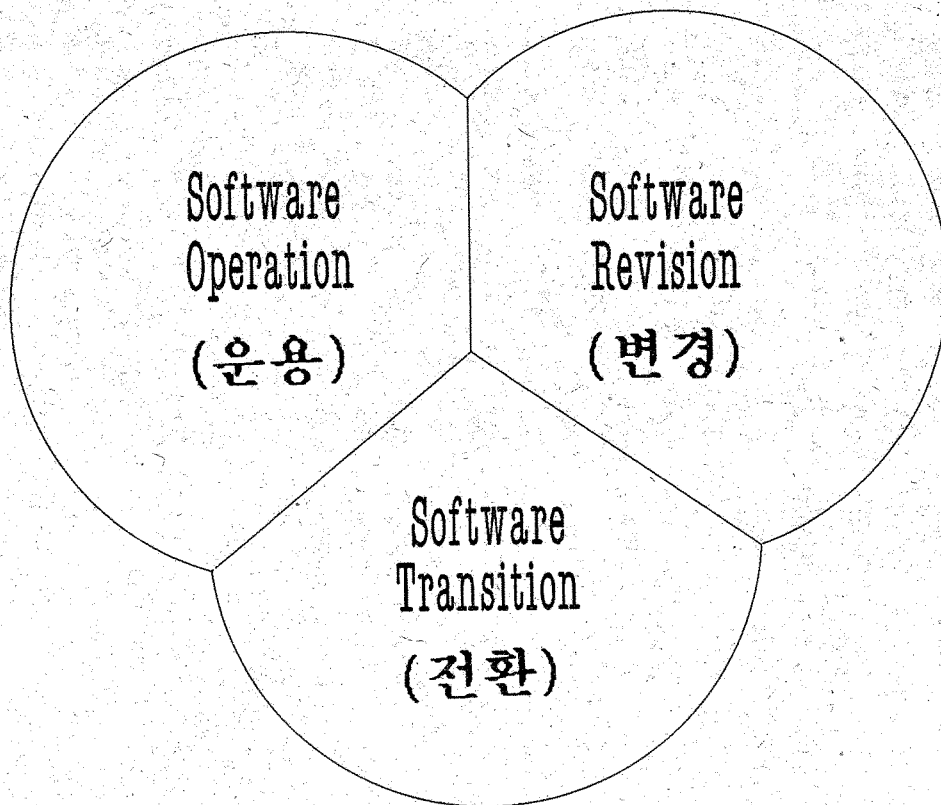 Software
Operation
(운용)
Software
Revision
(변경)
Software
Transition
(전환)